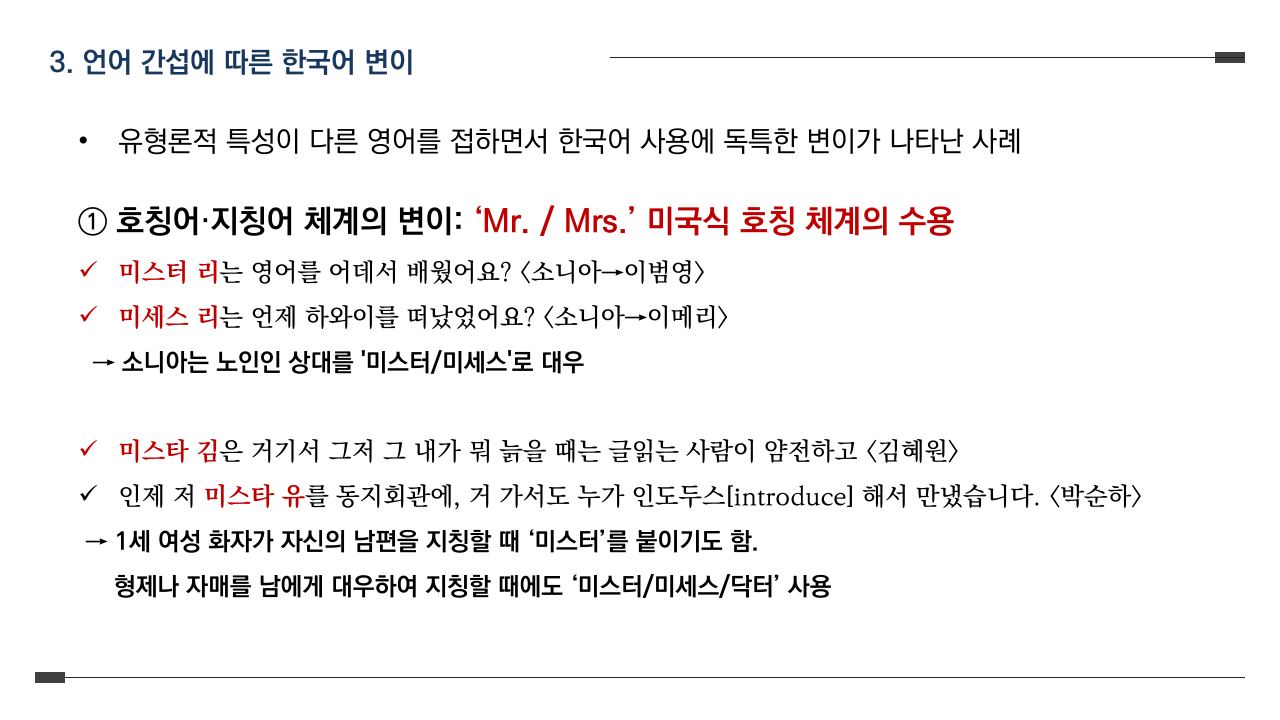 3. 언어 간섭에 따른 한국어 변이
• 유형론적 특성이 다른 영어를 접하면서 한국어 사용에 독특한 변이가 나타난 사례
① 호칭어·지칭어 체계의 변이: ‘Mr. / Mrs.’ 미국식 호칭 체계의 수용
✓ 미스터 리는 영어를 어데서 배웠어요? 〈소니아→이범영〉
✓ 미세스 리는 언제 하와이를 떠났었어요? 〈소니아→이메리〉
→ 소니아는 노인인 상대를 '미스터/미세스'로 대우
✓ 미스타 김은 거기서 그저 그 내가 뭐 늙을 때는 글읽는 사람이 얌전하고 〈김혜원〉
✓ 인제 저 미스타 유를 동지회관에, 거 가서도 누가 인도두스[introduce] 해서 만냈습니다. 〈박순하〉
→ 1세 여성 화자가 자신의 남편을 지칭할 때 ‘미스터’를 붙이기도 함.
형제나 자매를 남에게 대우하여 지칭할 때에도 ‘미스터/미세스/닥터’ 사용